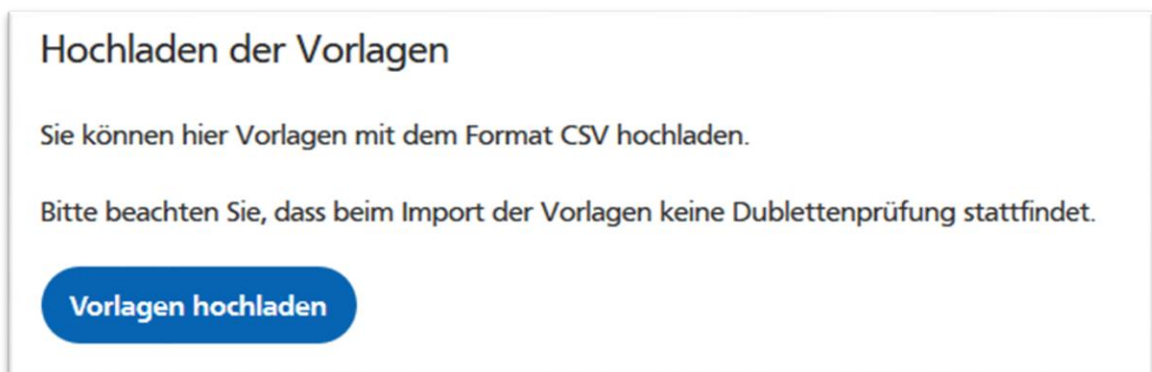 Hochladen der Vorlagen
Sie können hier Vorlagen mit dem Format CSV hochladen.
Bitte beachten Sie, dass beim Import der Vorlagen keine Dublettenprüfung stattfindet.
Vorlagen hochladen